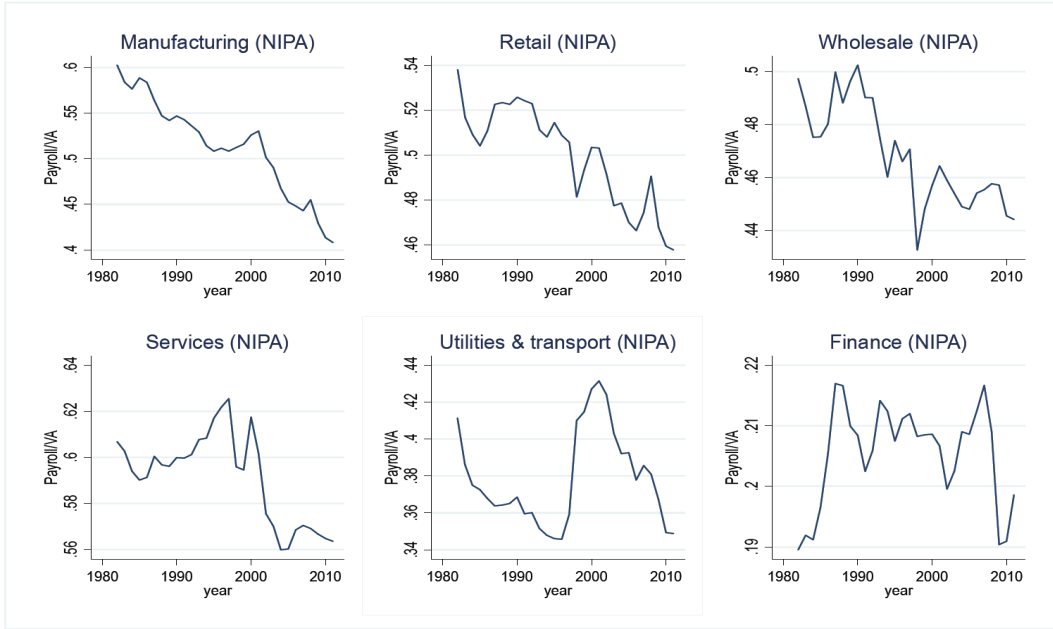 Manufacturing (NIPA)
Payroll/VA
.6
.55
.5
.45
.4
1980 1990 2000 2010
year
Retail (NIPA)
Payroll/VA
.54
.52
.5
.48
.46
1980 1990 2000 2010
year
Wholesale (NIPA)
Payroll/VA
.5
.48
.46
.44
1980 1990 2000 2010
year
Services (NIPA)
Payroll/VA
.64
.62
.6
.58
.56
1980 1990 2000 2010
year
Utilities & transport (NIPA)
Payroll/VA
.44
.42
.4
.38
.36
.34
1980 1990 2000 2010
year
Finance (NIPA)
Payroll/VA
.22
.21
.2
.19
1980 1990 2000 2010
year